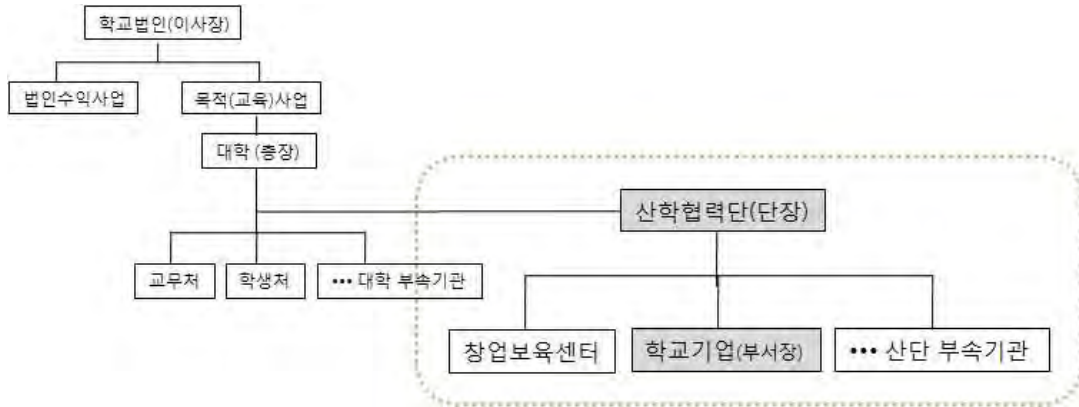 학교법인(이사장)
법인수익사업
목적(교육)사업
대학 (총장)
산학협력단(단장)
교무처
학생처
••• 대학 부속기관
창업보육센터
학교기업(부서장)
••• 산단 부속기관